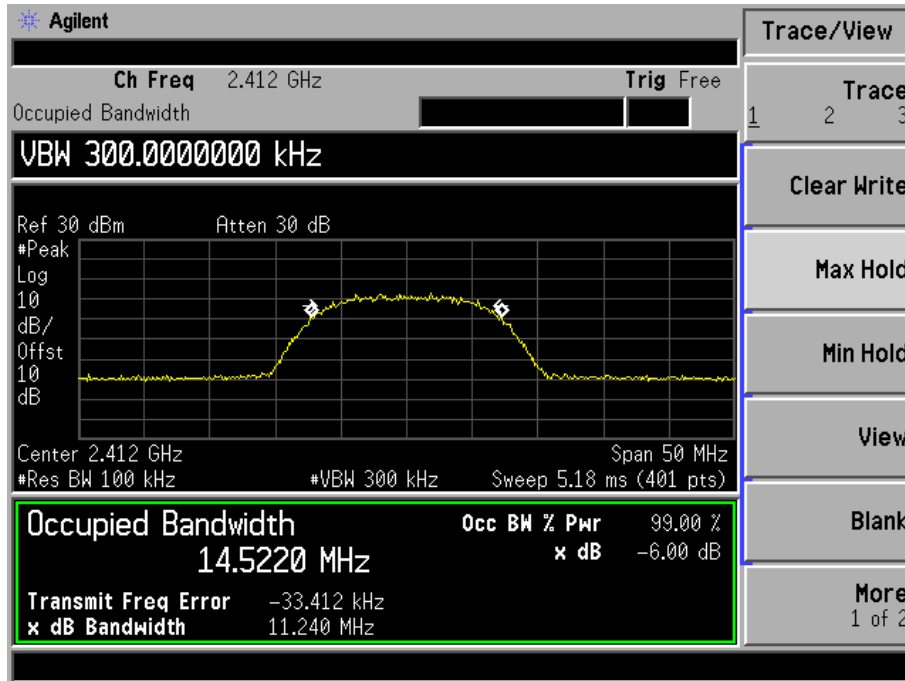 Agilent
Trace/View
Ch Freq 2.412 GHz Trig Free
Occupied Bandwidth
Trace
1 2 3
VBW 300.0000000 kHz
Clear Write
Ref 30 dBm Atten 30 dB
#Peak
Log
10
dB/
Offst
10
dB
Max Hold
Min Hold
Center 2.412 GHz Span 50 MHz
#Res BW 100 kHz #VBW 300 kHz Sweep 5.18 ms (401 pts)
View
Occupied Bandwidth
14.5220 MHz
Occ BW % Pwr 99.00 %
x dB -6.00 dB
Transmit Freq Error -33.412 kHz
x dB Bandwidth 11.240 MHz
Blank
More
1 of 2